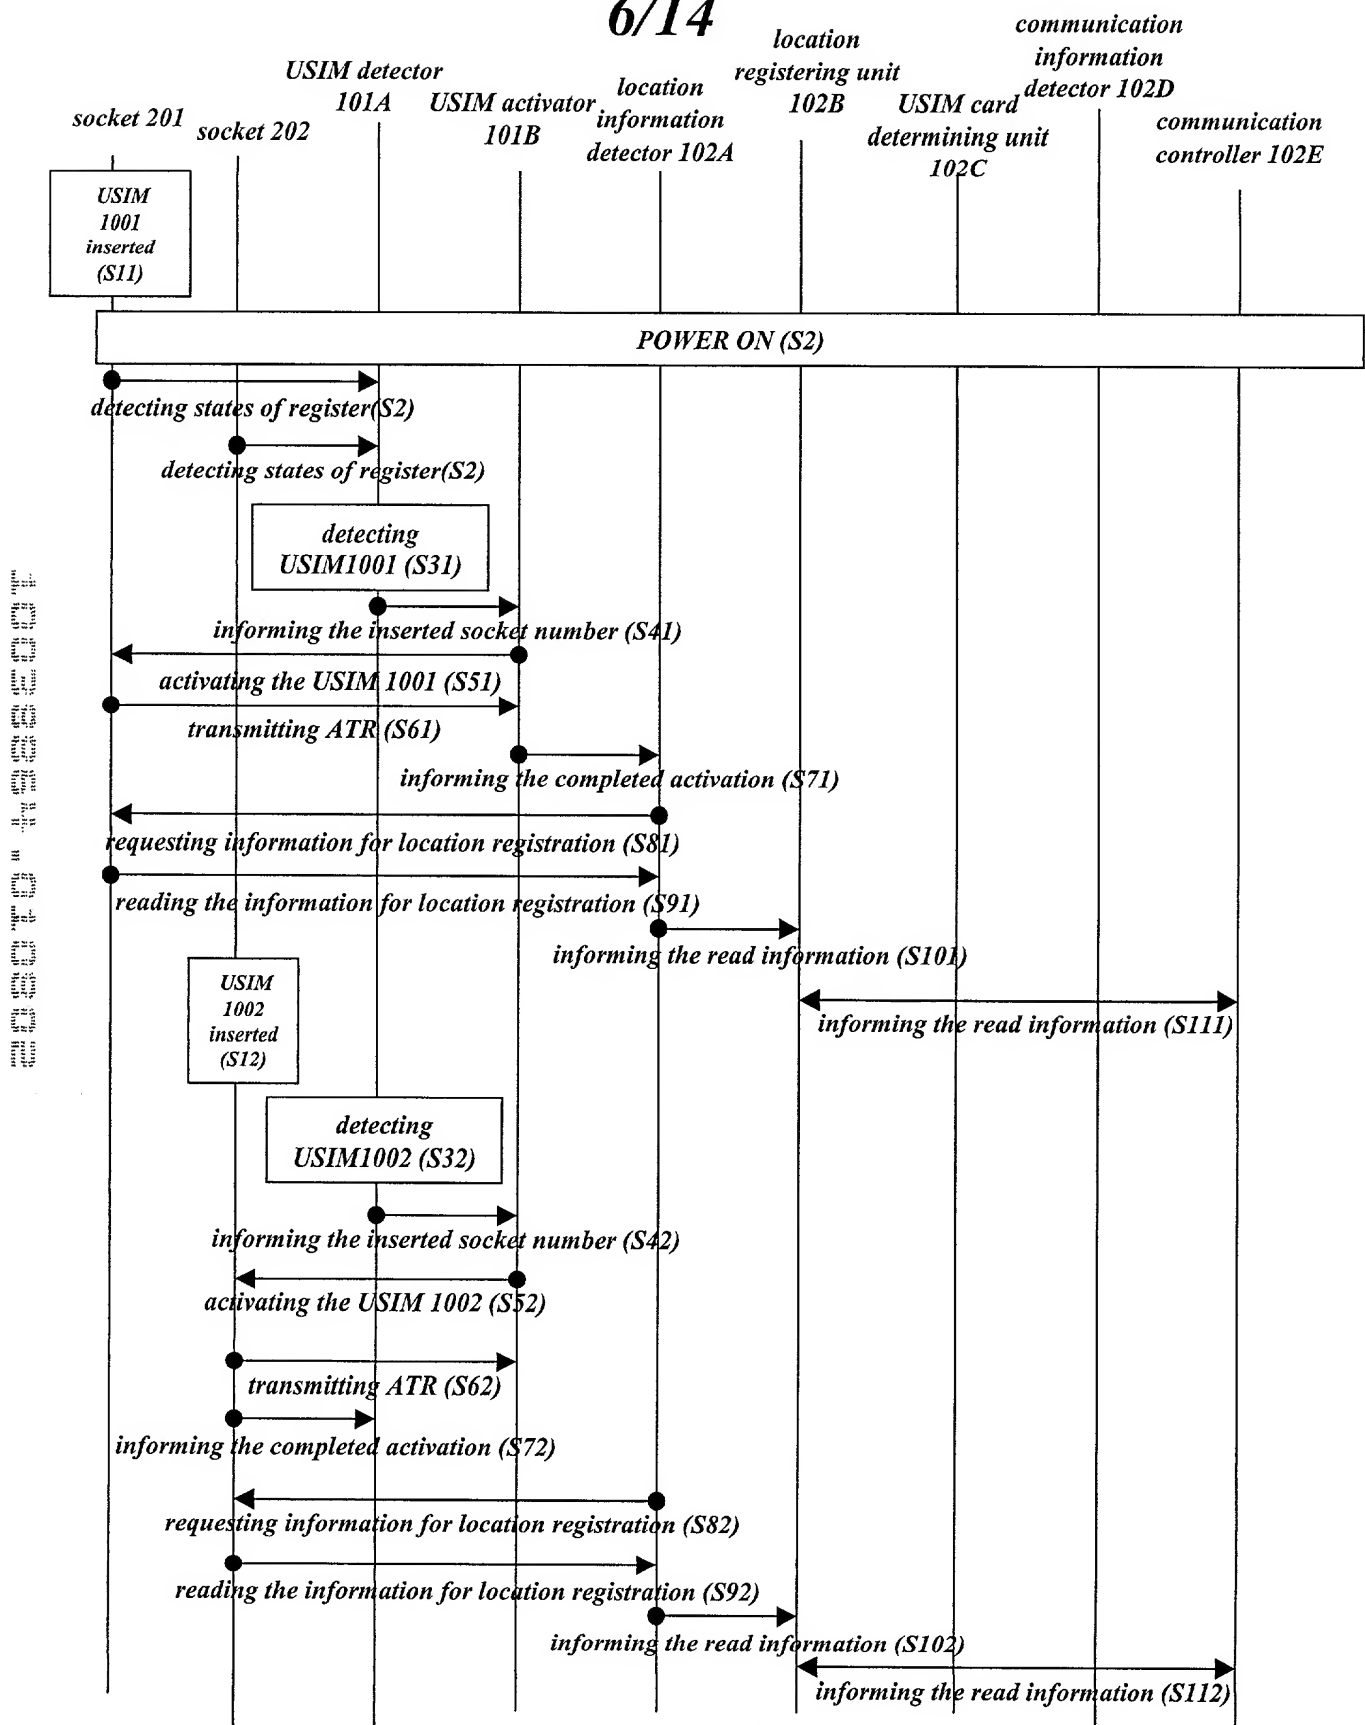 6/14
socket 201
socket 202
USIM detector
101A
USIM activator
101B
location
information
detector 102A
location
registering unit
102B
USIM card
determining unit
102C
communication
information
detector 102D
communication
controller 102E
USIM
1001
inserted
(S11)
POWER ON (S2)
detecting states of register(S2)
detecting states of register(S2)
detecting
USIM1001 (S31)
informing the inserted socket number (S41)
activating the USIM 1001 (S51)
transmitting ATR (S61)
informing the completed activation (S71)
requesting information for location registration (S81)
reading the information for location registration (S91)
informing the read information (S101)
USIM
1002
inserted
(S12)
informing the read information (S111)
detecting
USIM1002 (S32)
informing the inserted socket number (S42)
activating the USIM 1002 (S52)
transmitting ATR (S62)
informing the completed activation (S72)
requesting information for location registration (S82)
reading the information for location registration (S92)
informing the read information (S102)
informing the read information (S112)